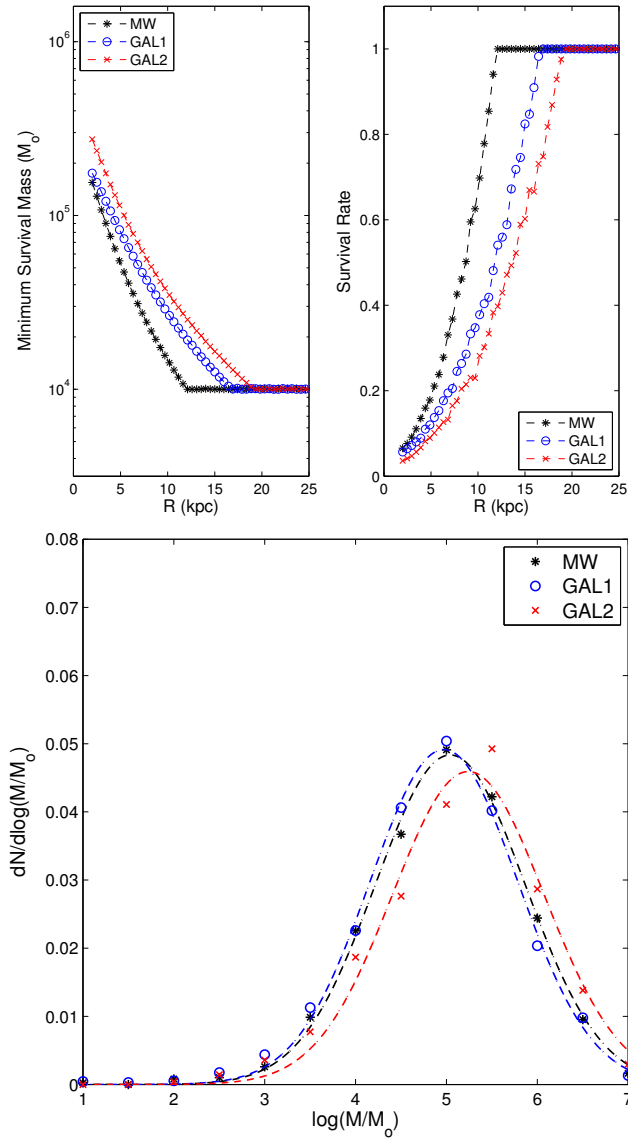 MW
GAL1
GAL2
10^6
10^5
10^4
Minimum Survival Mass (M_o)
0 5 10 15 20 25
R (kpc)
1
0.8
0.6
0.4
0.2
0
Survival Rate
MW
GAL1
GAL2
0 5 10 15 20 25
R (kpc)
0.08
0.07
0.06
0.05
0.04
0.03
0.02
0.01
0
dN/dlog(M/M_o)
MW
GAL1
GAL2
1 2 3 4 5 6 7
log(M/M_o)